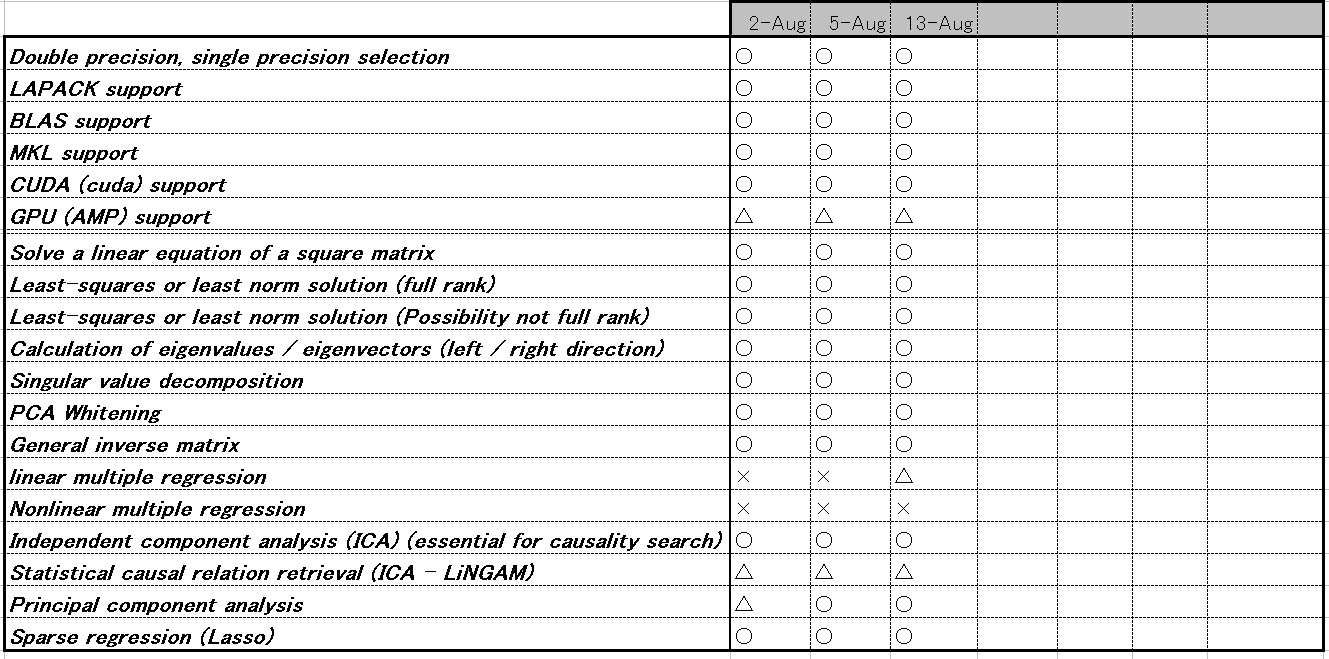 2-Aug 5-Aug 13-Aug
Double precision, single precision selection ○ ○ ○
LAPACK support ○ ○ ○
BLAS support ○ ○ ○
MKL support ○ ○ ○
CUDA (cuda) support ○ ○ ○
GPU (AMP) support △ △ △
Solve a linear equation of a square matrix ○ ○ ○
Least-squares or least norm solution (full rank) ○ ○ ○
Least-squares or least norm solution (Possibility not full rank) ○ ○ ○
Calculation of eigenvalues / eigenvectors (left / right direction) ○ ○ ○
Singular value decomposition ○ ○ ○
PCA Whitening ○ ○ ○
General inverse matrix ○ ○ ○
linear multiple regression × × △
Nonlinear multiple regression × × ×
Independent component analysis (ICA) (essential for causality search) ○ ○ ○
Statistical causal relation retrieval (ICA - LiNGAM) △ △ △
Principal component analysis △ ○ ○
Sparse regression (Lasso) ○ ○ ○